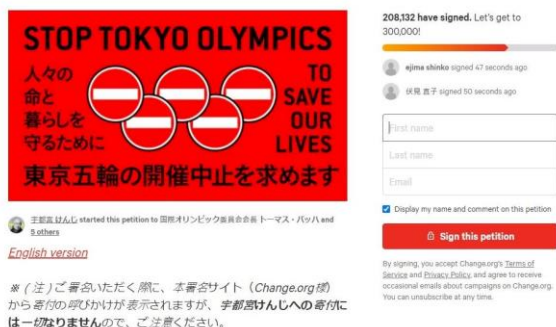 STOP TOKYO OLYMPICS
人々の
命と
暮らしを
守るために
TO
SAVE
OUR
LIVES
東京五輪の開催中止を求めます
宇都宮 けんじ started this petition to 国際オリンピック委員会会長 トーマス・バッハ and
5 others
English version
※(注)ご署名いただく際に、本署名サイト(Change.org様)
から寄付の呼びかけが表示されますが、宇都宮けんじへの寄付に
は一切なりませんので、ご注意ください。
208,132 have signed. Let's get to
300,000!
ejima shinko signed 47 seconds ago
伏見 直子 signed 50 seconds ago
First name
Last name
Email
Display my name and comment on this petition
Sign this petition
By signing, you accept Change.org's Terms of
Service and Privacy Policy, and agree to receive
occasional emails about campaigns on Change.org.
You can unsubscribe at any time.